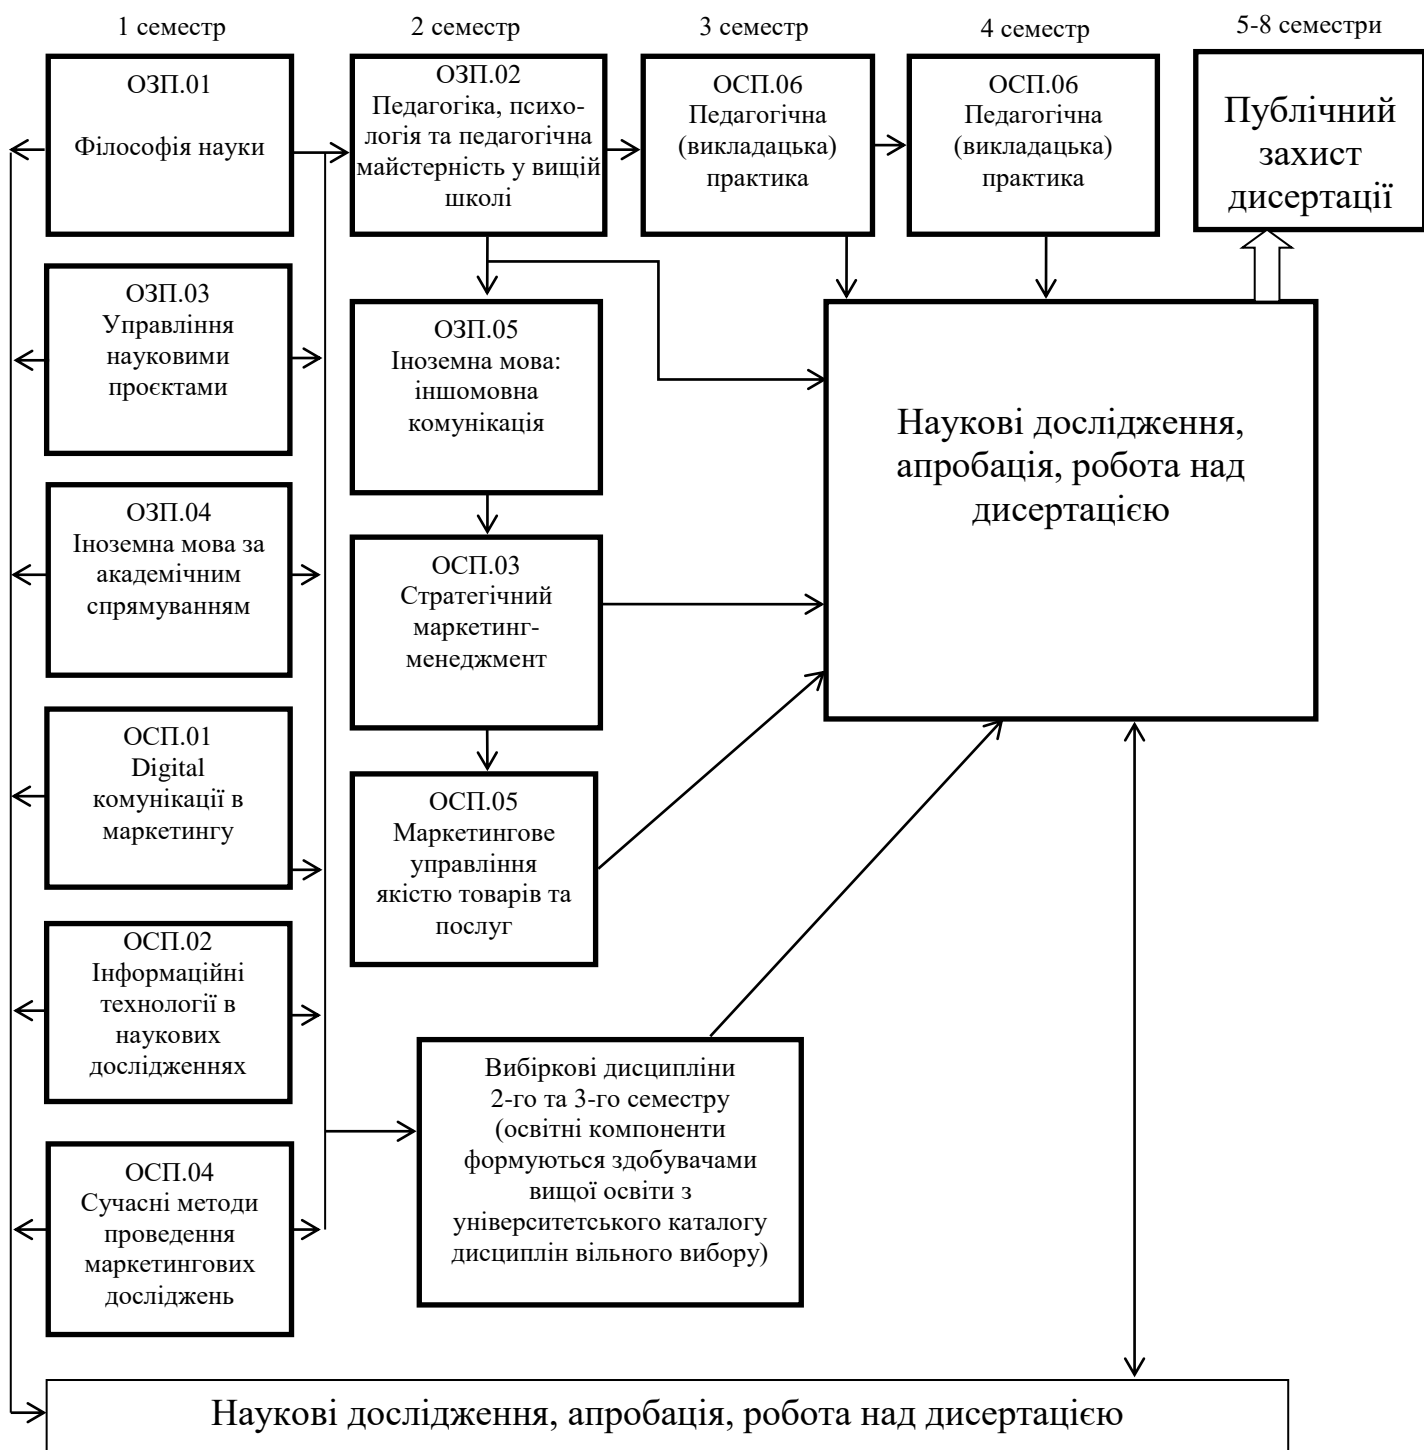 1 семестр
2 семестр
3 семестр
4 семестр
5-8 семестри
ОЗП.01
Філософія науки
ОЗП.02
Педагогіка, психо-
логія та педагогічна
майстерність у вищій
школі
ОСП.06
Педагогічна
(викладацька)
практика
ОСП.06
Педагогічна
(викладацька)
практика
Публічний
захист
дисертації
ОЗП.03
Управління
науковими
проєктами
ОЗП.04
Іноземна мова за
академічним
спрямуванням
ОСП.01
Digital
комунікації в
маркетингу
ОСП.02
Інформаційні
технології в
наукових
дослідженнях
ОСП.04
Сучасні методи
проведення
маркетингових
досліджень
ОЗП.05
Іноземна мова:
іншомовна
комунікація
ОСП.03
Стратегічний
маркетинг-
менеджмент
ОСП.05
Маркетингове
управління
якістю товарів та
послуг
Наукові дослідження,
апробація, робота над
дисертацією
Вибіркові дисципліни
2-го та 3-го семестру
(освітні компоненти
формуються здобувачами
вищої освіти з
університетського каталогу
дисциплін вільного вибору)
Наукові дослідження, апробація, робота над дисертацією